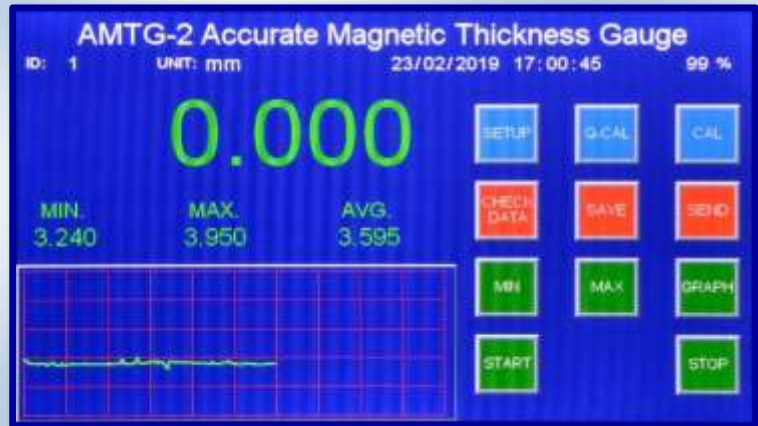 AMTG-2 Accurate Magnetic Thickness Gauge
ID: 1 UNIT: mm 23/02/2019 17:00:45 99 %
0.000
SETUP Q-CAL CAL
MIN. MAX. AVG.
3.240 3.950 3.595
CHECK DATA SAVE SEND
MIN MAX GRAPH
START STOP